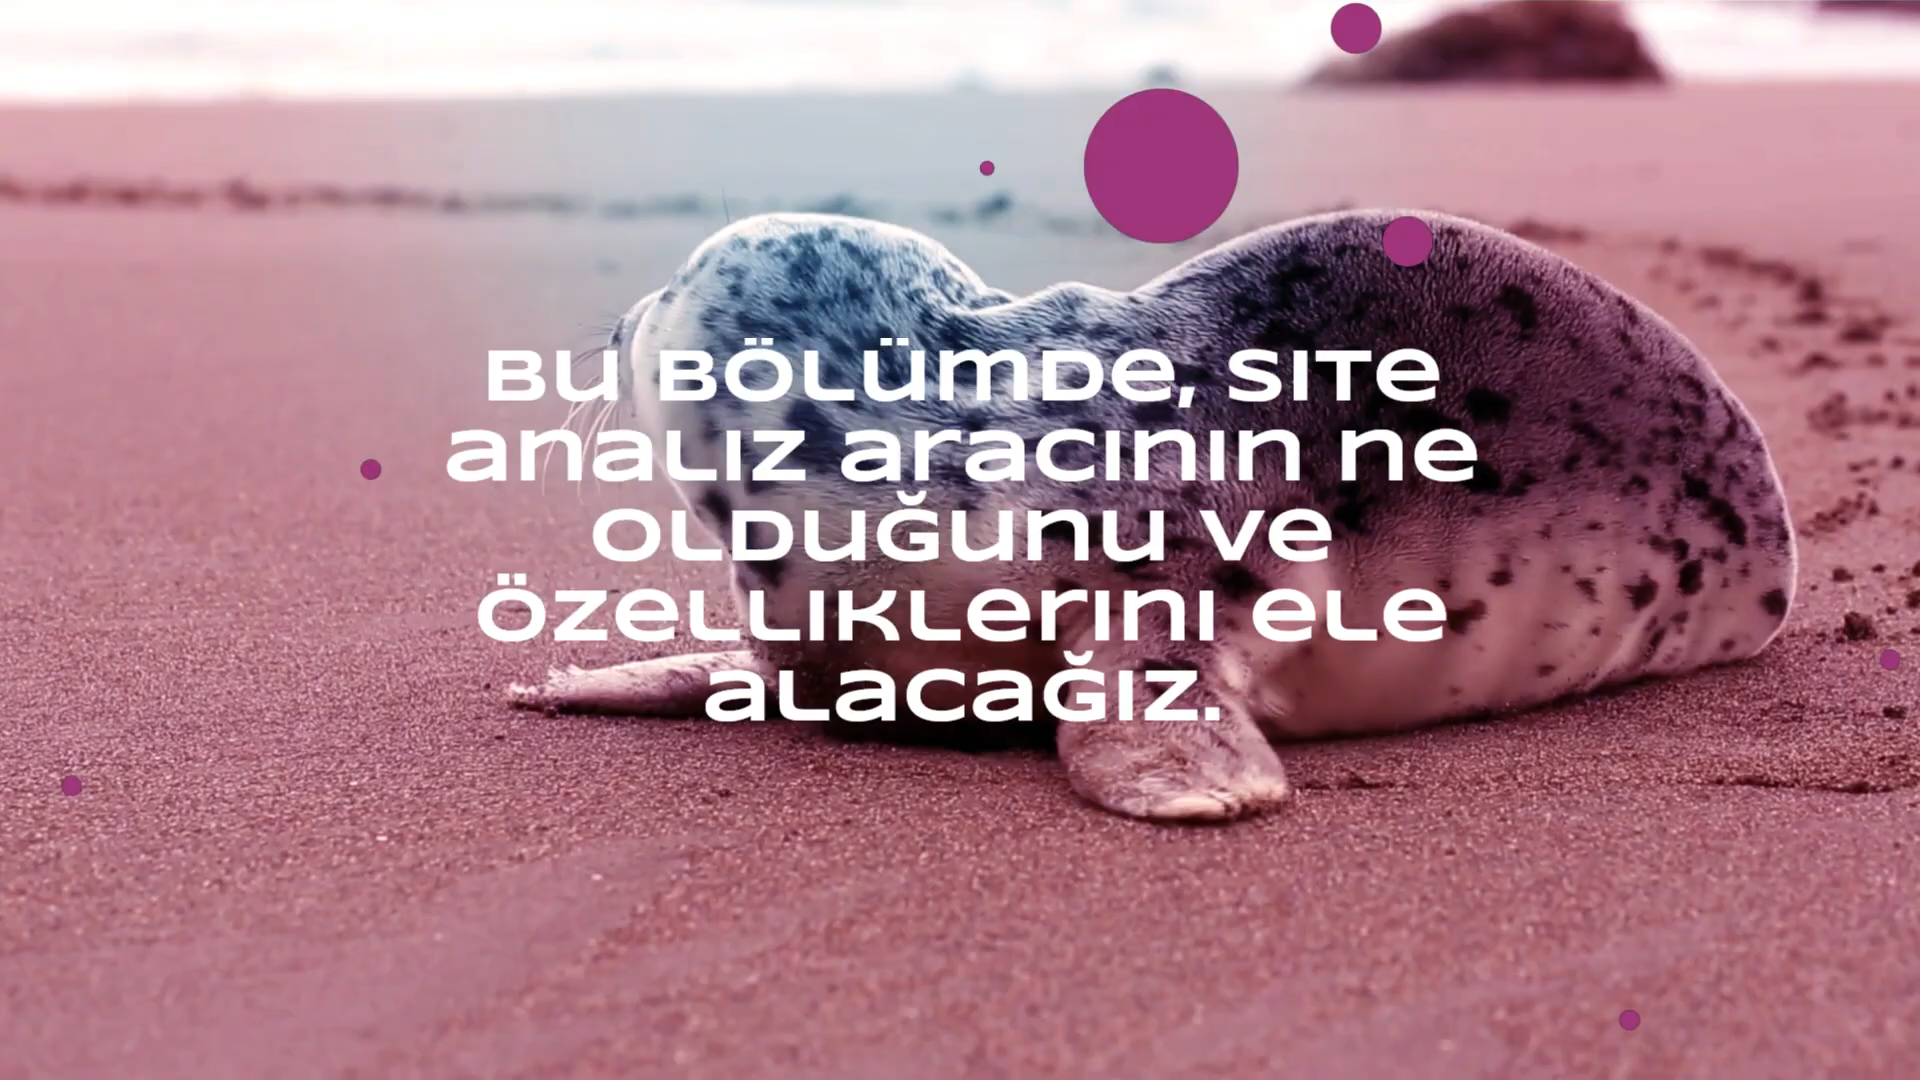 BU BÖLÜMDE, SITE
ANALIZ ARACININ NE
OLDUĞUNU VE
ÖZELLIKLERINI ELE
ALACAĞIZ.